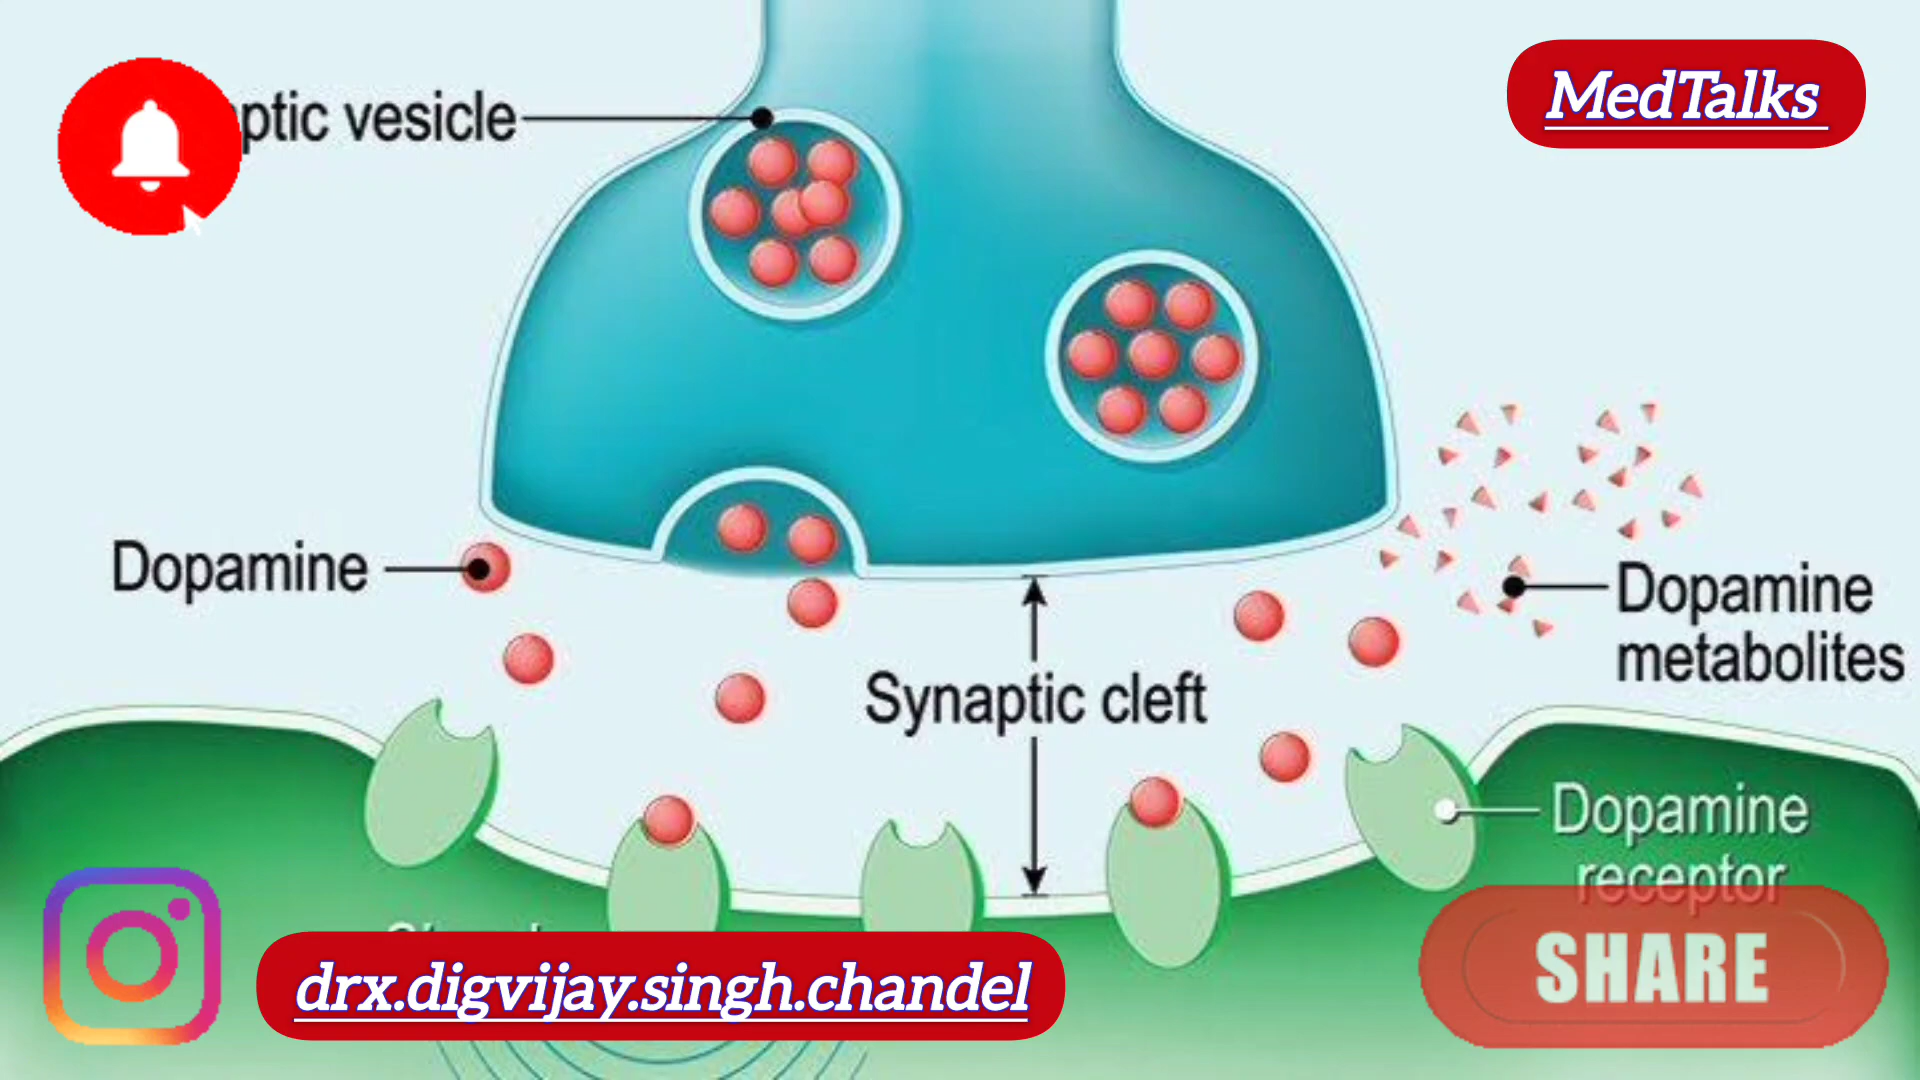 MedTalks
ptic vesicle
Dopamine
Dopamine
metabolites
Synaptic cleft
Dopamine
receptor
SHARE
drx.digvijay.singh.chandel